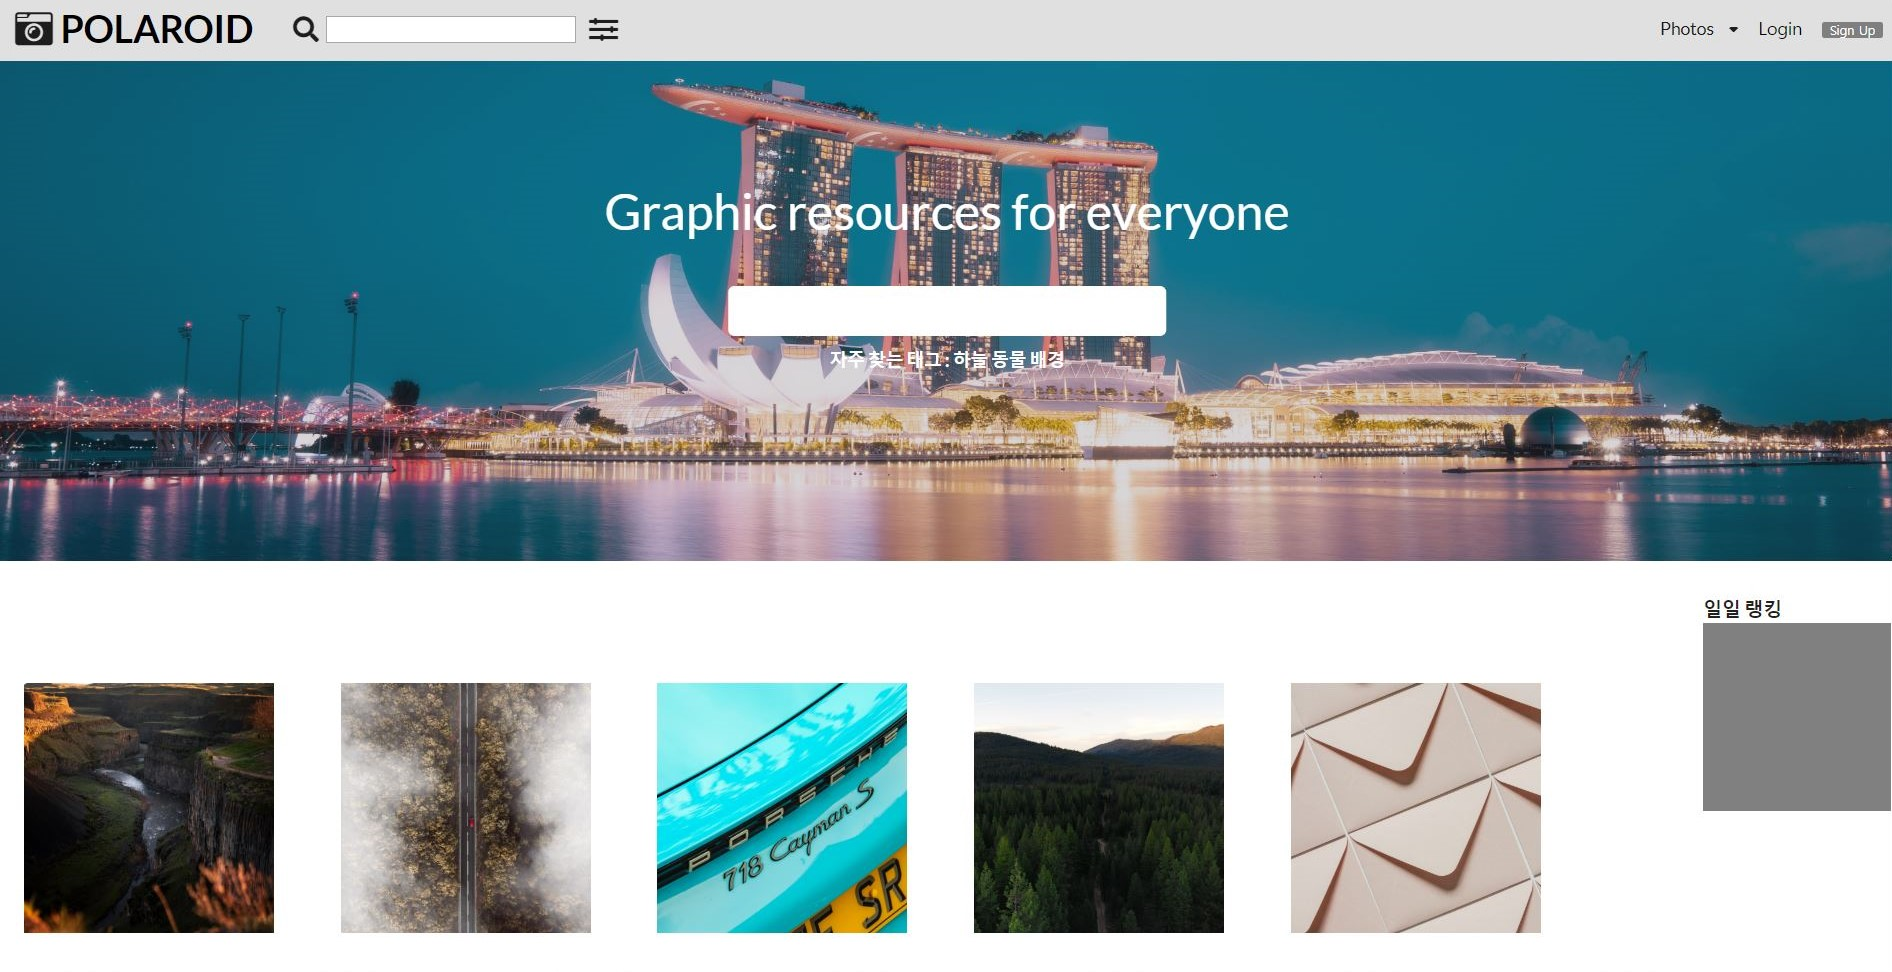 POLAROID
Photos Login Sign Up
Graphic resources for everyone
자주 찾는 태그 : 하늘 동물 배경
일일 랭킹
PORSCHE
718 Cayman S
SR